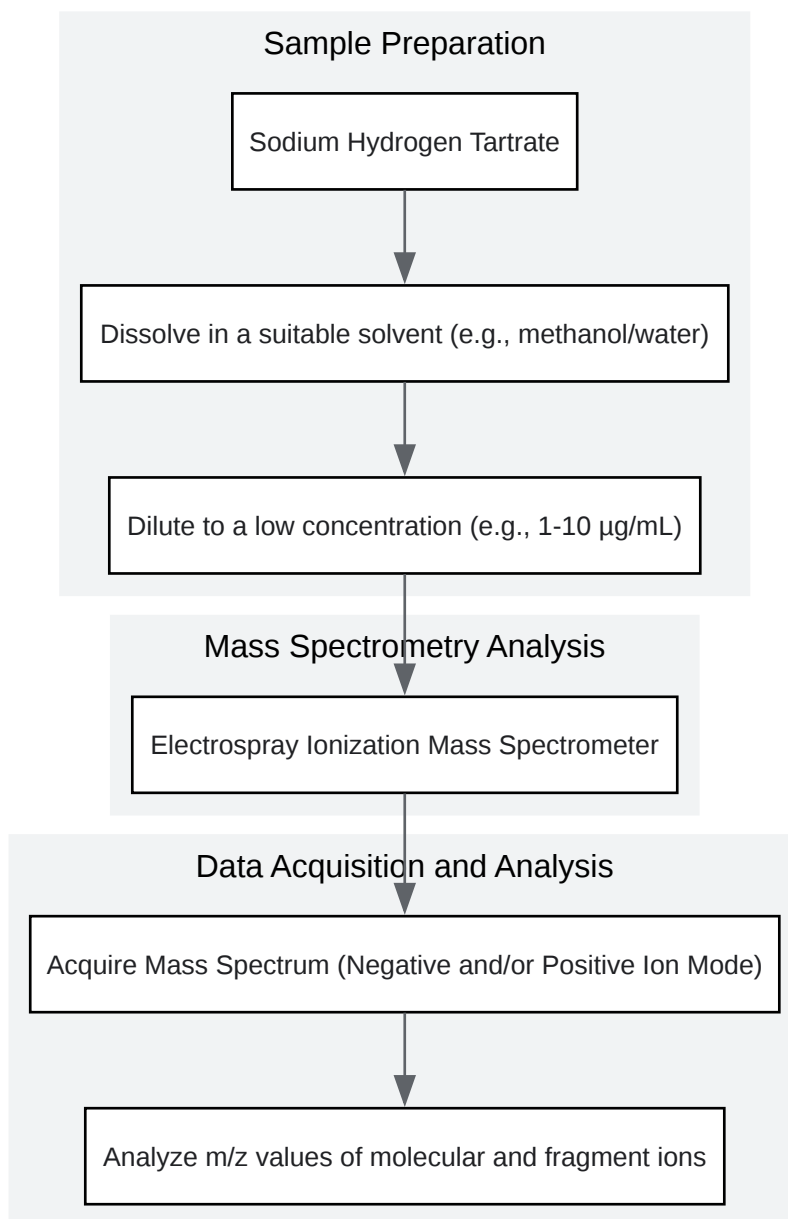 Sample Preparation
Sodium Hydrogen Tartrate
Dissolve in a suitable solvent (e.g., methanol/water)
Dilute to a low concentration (e.g., 1-10 µg/mL)
Mass Spectrometry Analysis
Electrospray Ionization Mass Spectrometer
Data Acquisition and Analysis
Acquire Mass Spectrum (Negative and/or Positive Ion Mode)
Analyze m/z values of molecular and fragment ions